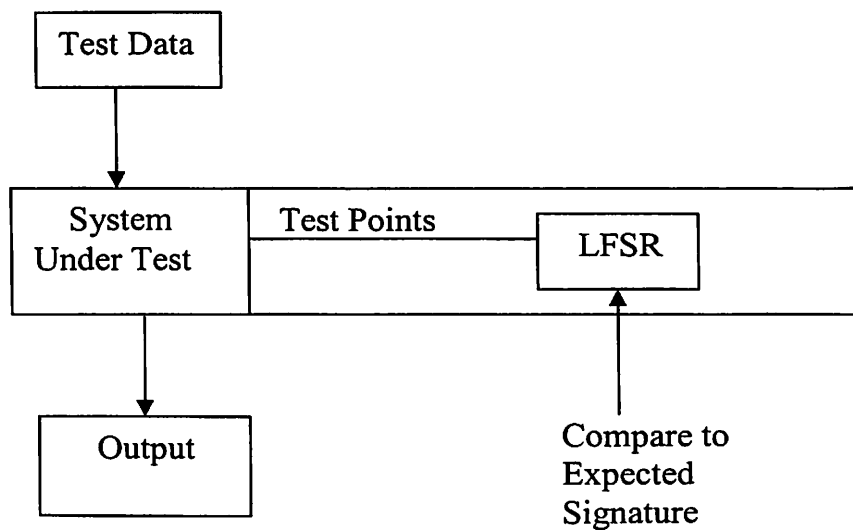 Test Data
System
Under Test
Test Points
LFSR
Output
Compare to
Expected
Signature